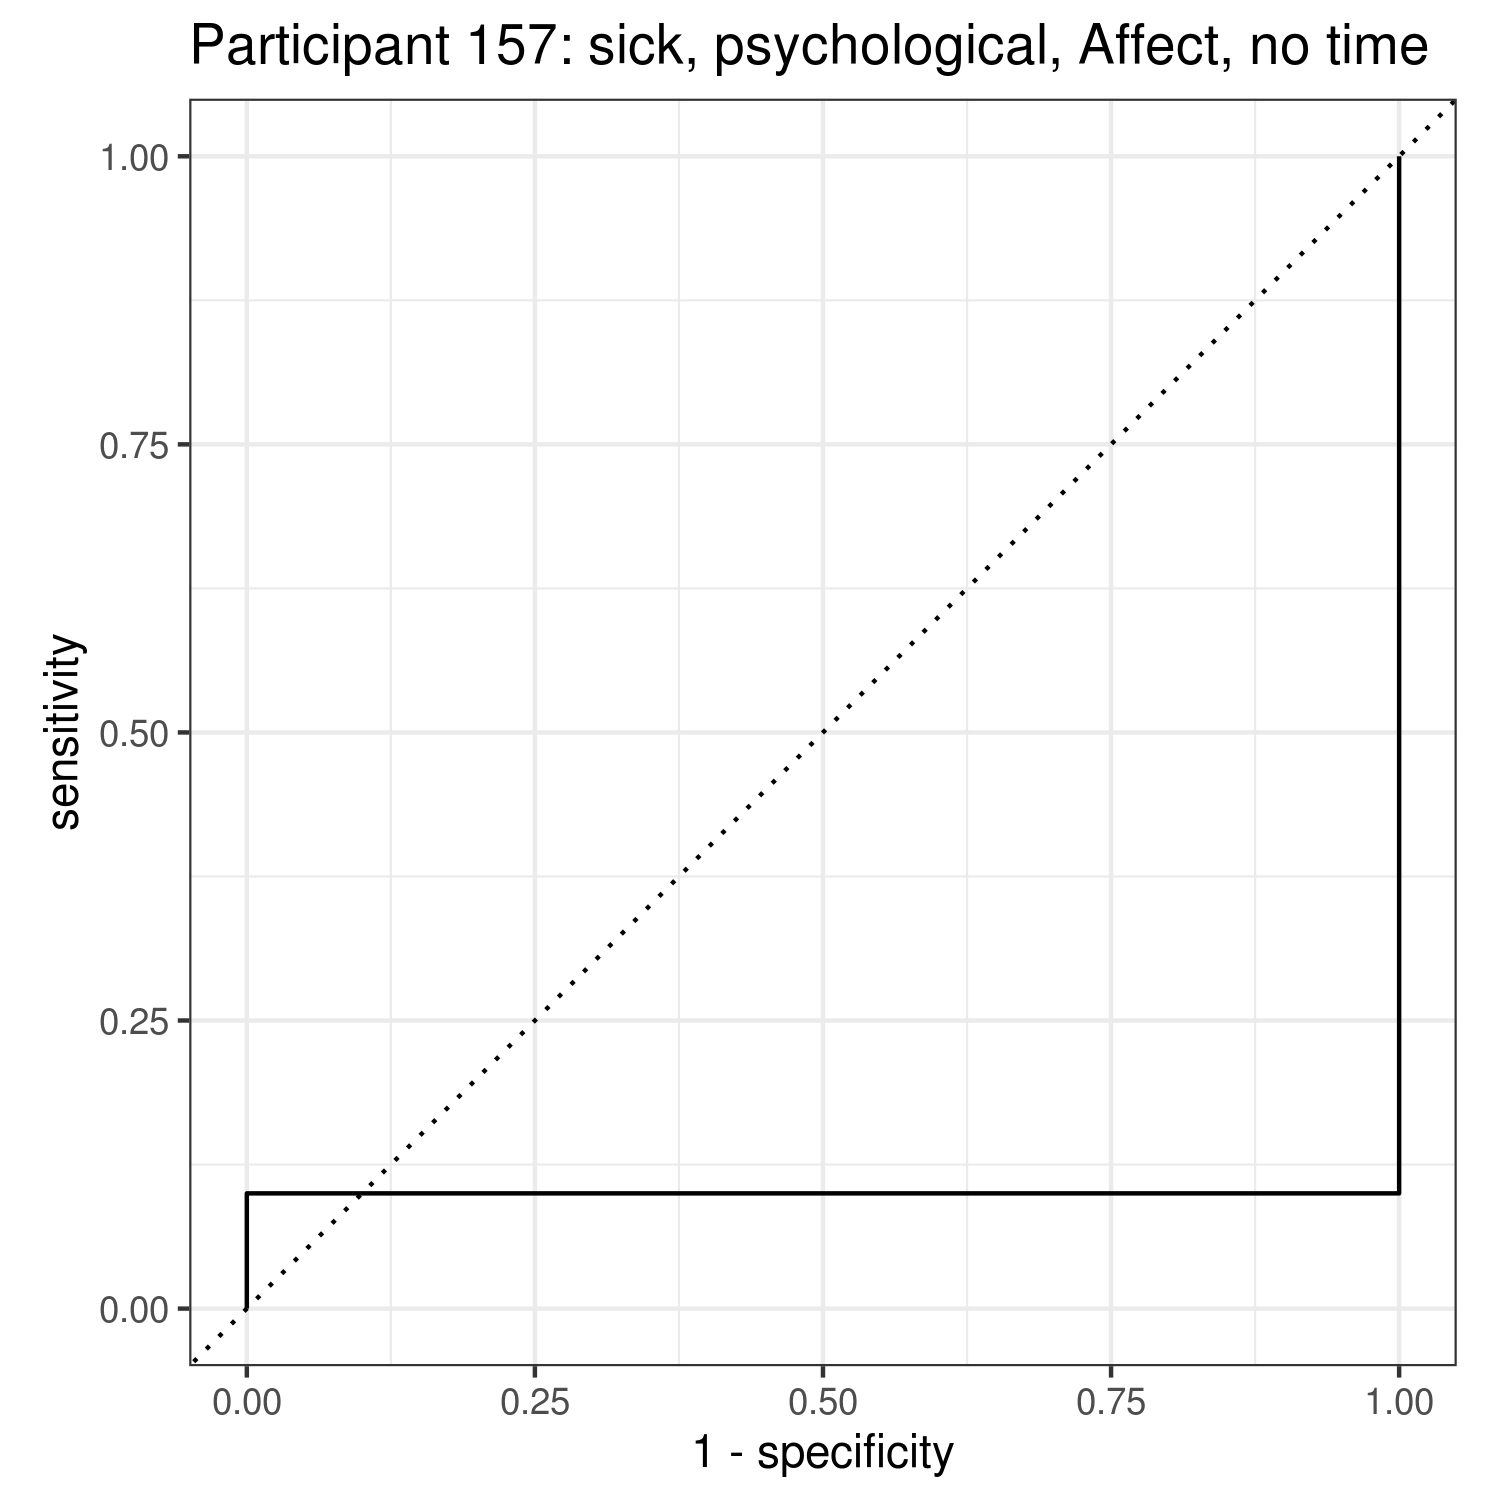 Participant 157: sick, psychological, Affect, no time
1.00
0.75
0.50
0.25
0.00
sensitivity
0.00 0.25 0.50 0.75 1.00
1 - specificity